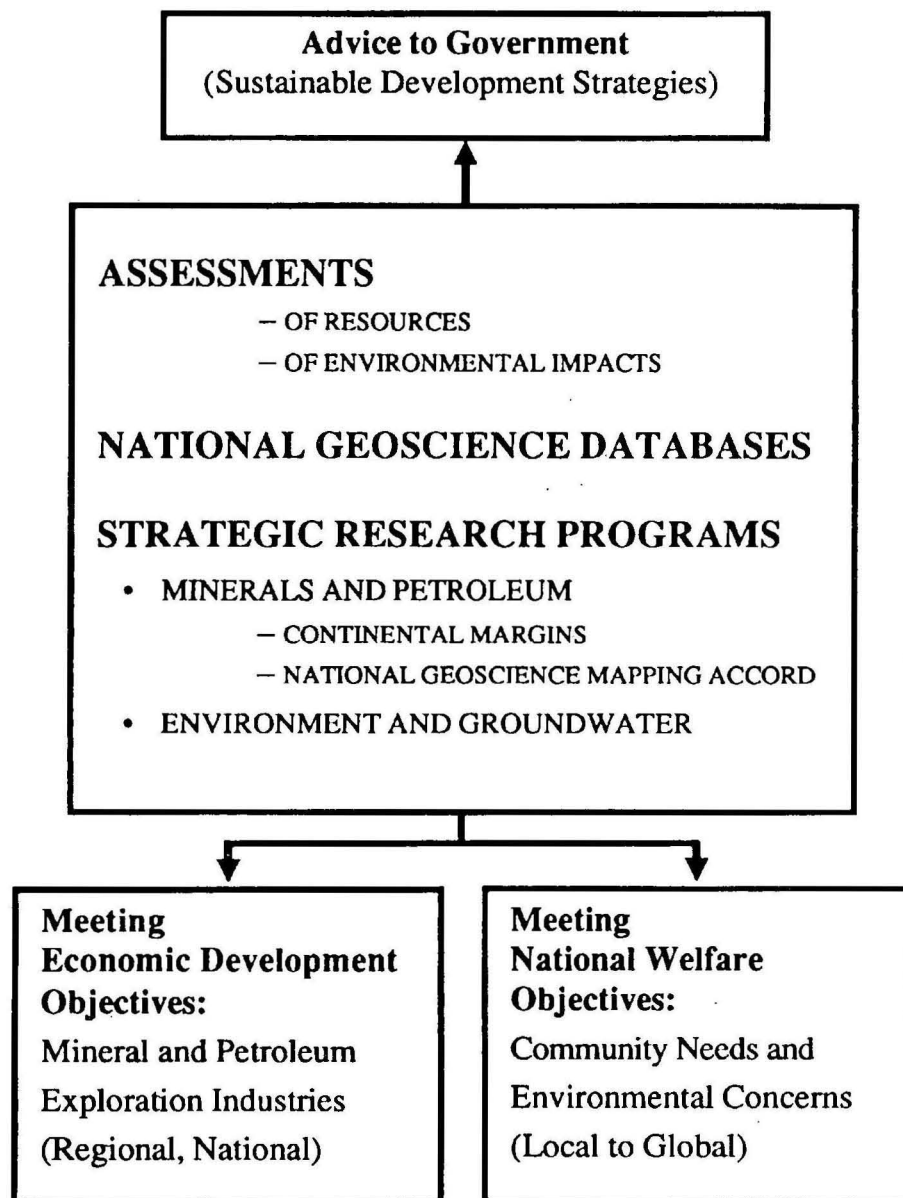 Advice to Government
(Sustainable Development Strategies)
ASSESSMENTS
– OF RESOURCES
– OF ENVIRONMENTAL IMPACTS
NATIONAL GEOSCIENCE DATABASES
STRATEGIC RESEARCH PROGRAMS
• MINERALS AND PETROLEUM
– CONTINENTAL MARGINS
– NATIONAL GEOSCIENCE MAPPING ACCORD
• ENVIRONMENT AND GROUNDWATER
Meeting
Economic Development
Objectives:
Mineral and Petroleum
Exploration Industries
(Regional, National)
Meeting
National Welfare
Objectives:
Community Needs and
Environmental Concerns
(Local to Global)